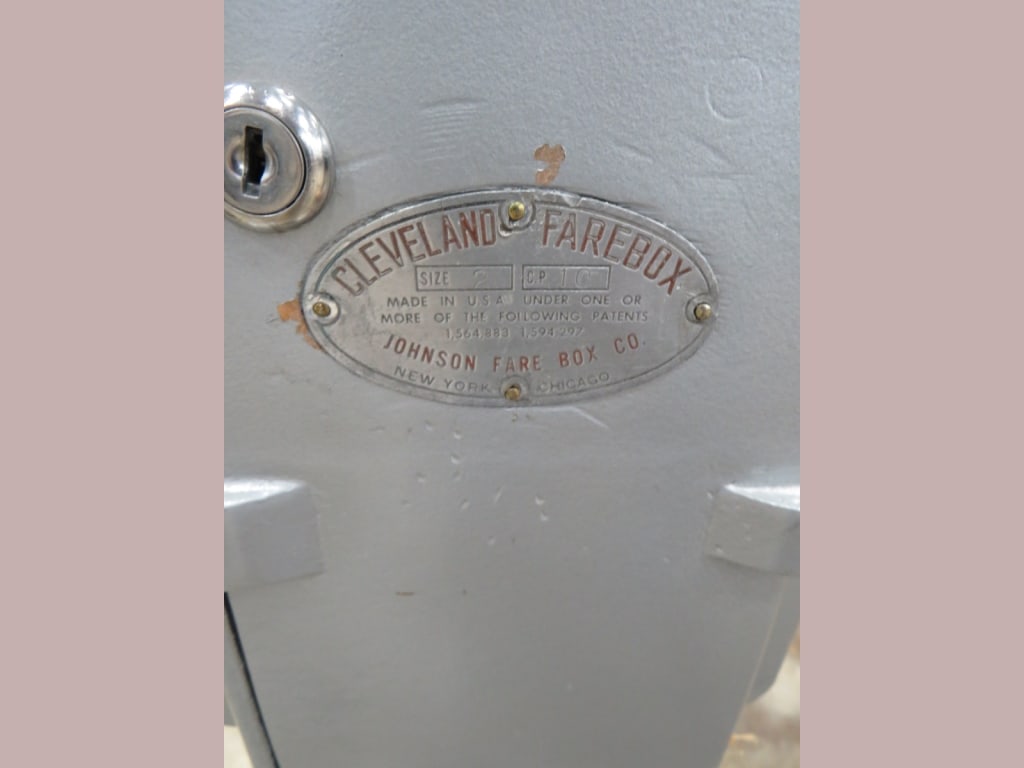 CLEVELAND FAREBOX
SIZE 2 C.P. 10
MADE IN U.S.A. UNDER ONE OR
MORE OF THE FOLLOWING PATENTS
1,564,883 1,594,297
JOHNSON FARE BOX CO.
NEW YORK CHICAGO